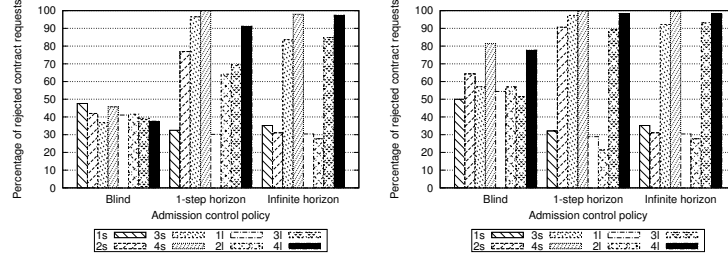 Percentage of rejected contract requests
100
90
80
70
60
50
40
30
20
10
0
Blind 1-step horizon Infinite horizon
Admission control policy
1s 3s 1l 3l
2s 4s 2l 4l
Percentage of rejected contract requests
100
90
80
70
60
50
40
30
20
10
0
Blind 1-step horizon Infinite horizon
Admission control policy
1s 3s 1l 3l
2s 4s 2l 4l